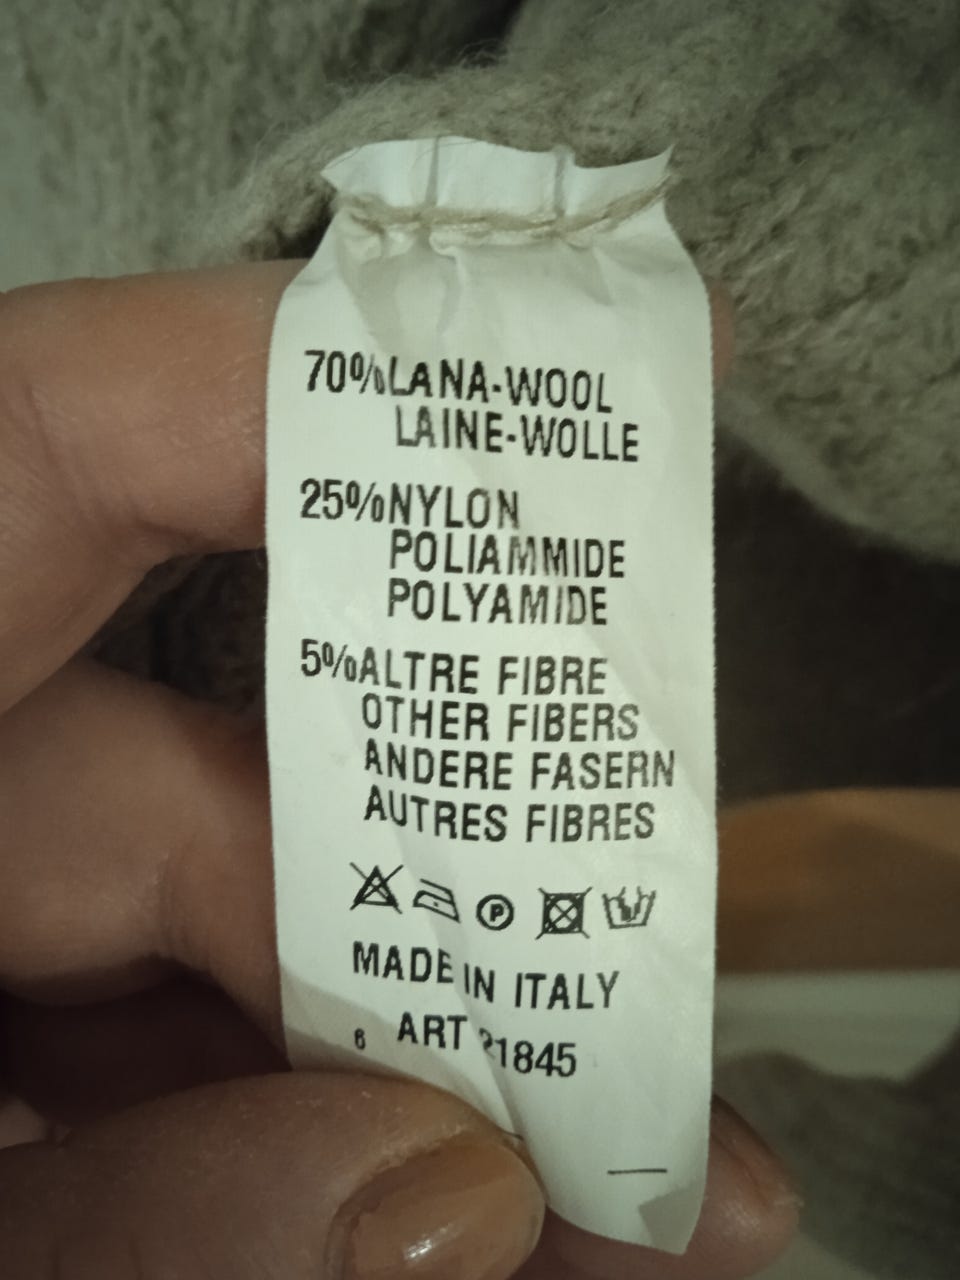 70%LANA-WOOL
LAINE-WOLLE
25%NYLON
POLIAMMIDE
POLYAMIDE
5%ALTRE FIBRE
OTHER FIBERS
ANDERE FASERN
AUTRES FIBRES
P
MADE IN ITALY
6 ART 21845